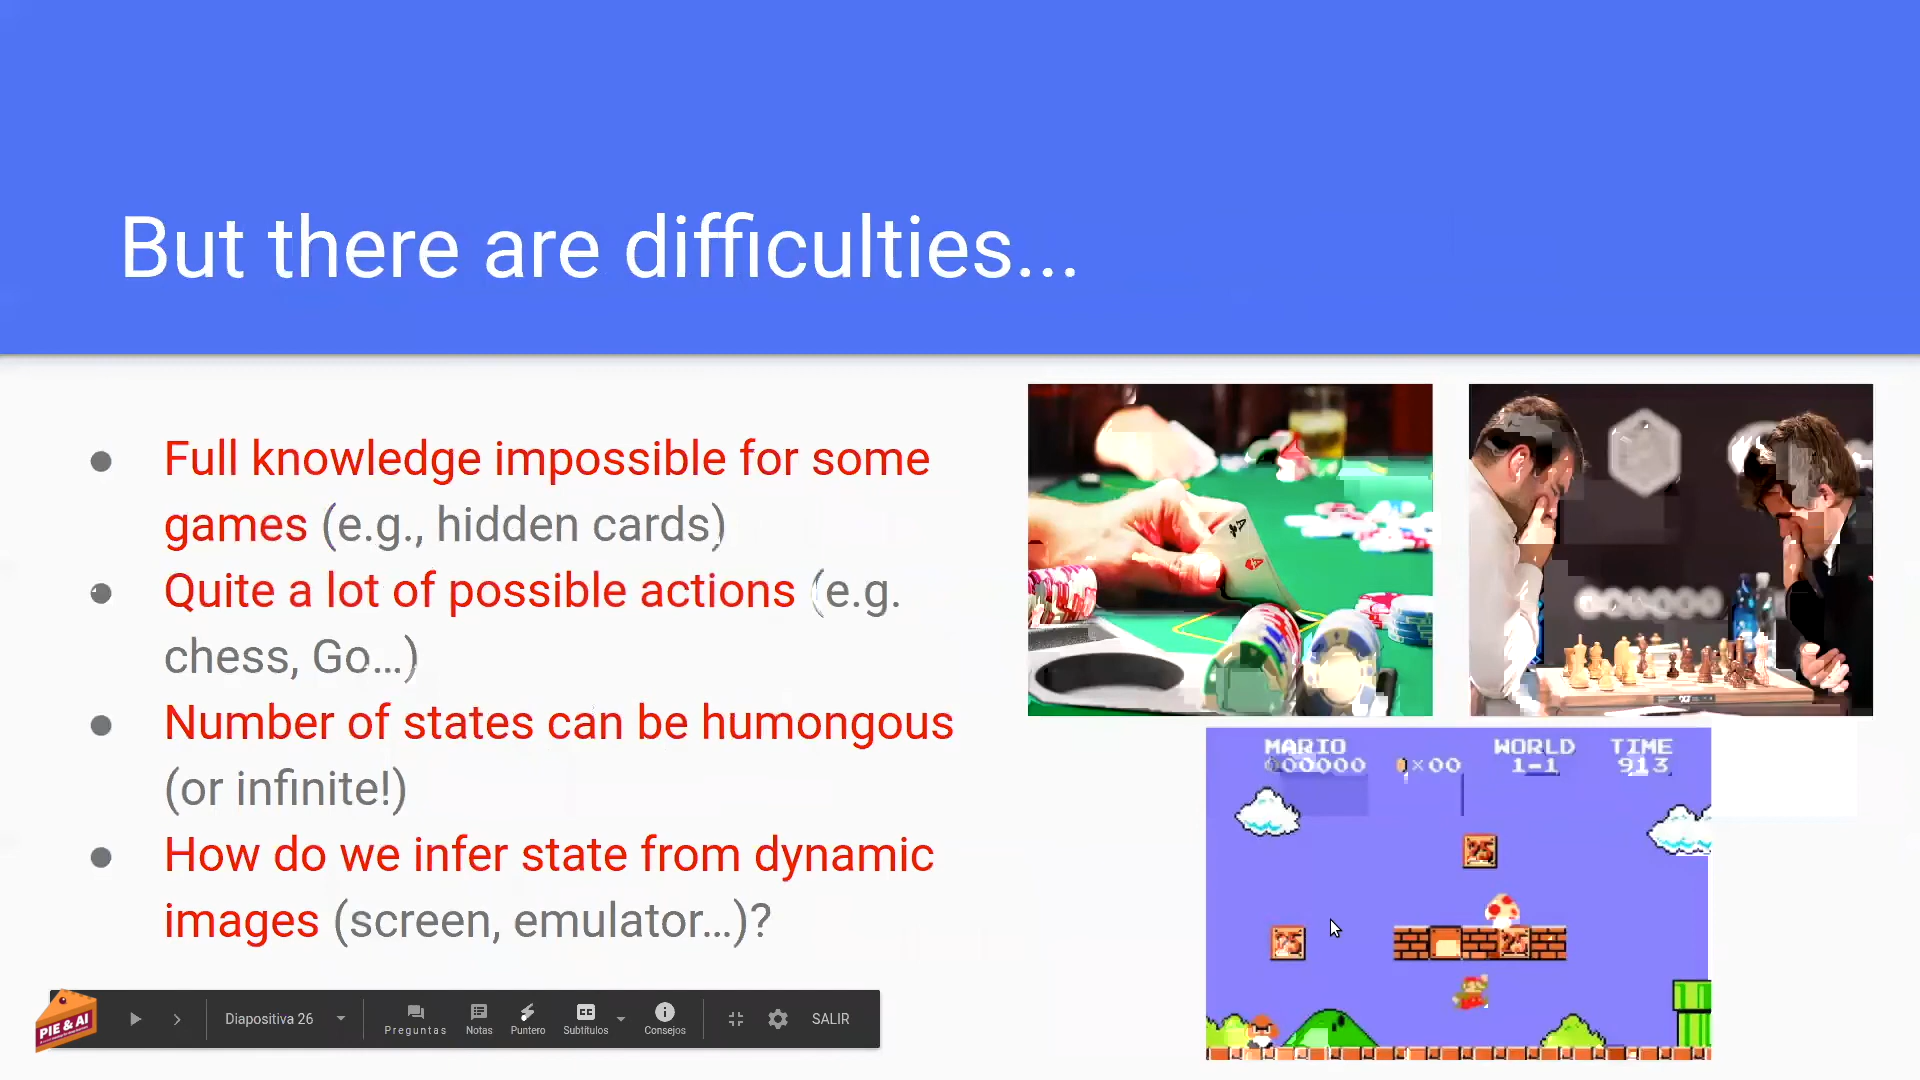 But there are difficulties...
Full knowledge impossible for some
games (e.g., hidden cards)
Quite a lot of possible actions (e.g.
chess, Go...)
Number of states can be humongous
(or infinite!)
How do we infer state from dynamic
images (screen, emulator...)?
A
A
MARIO WORLD TIME
000000 ×00 1-1 913
PIE & AI
Diapositiva 26
Preguntas
Notas
Puntero
CC
Subtítulos
Consejos
SALIR